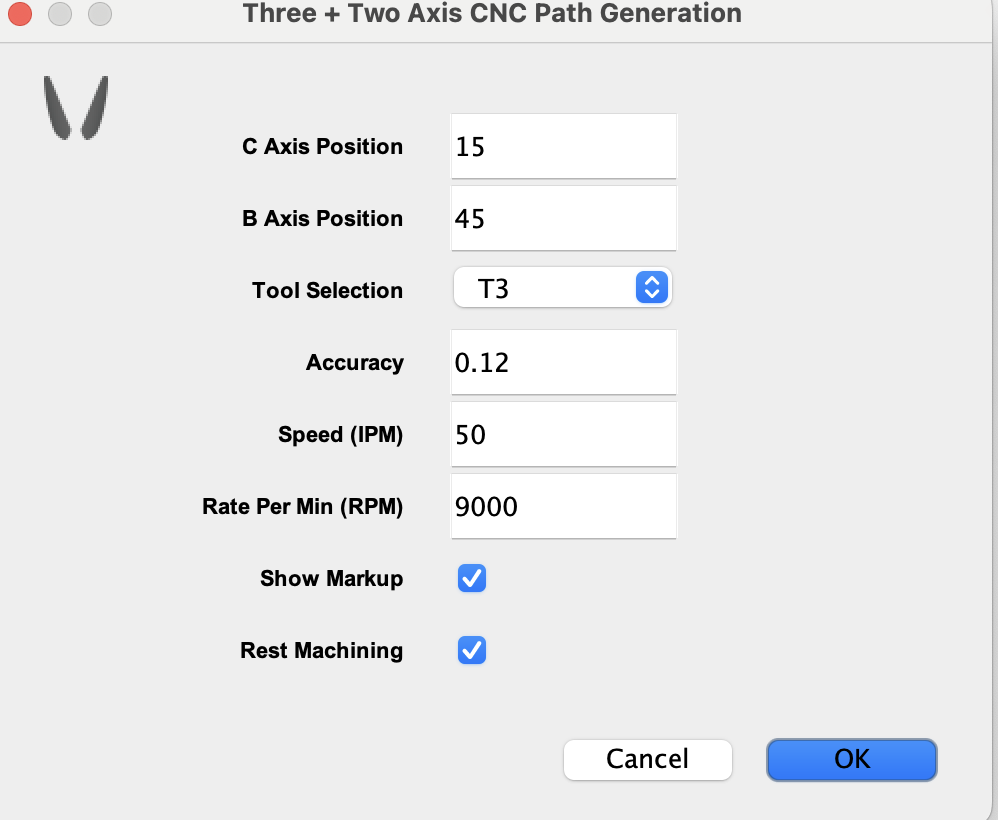 Three + Two Axis CNC Path Generation
C Axis Position 15
B Axis Position 45
Tool Selection T3
Accuracy 0.12
Speed (IPM) 50
Rate Per Min (RPM) 9000
Show Markup
Rest Machining
Cancel OK